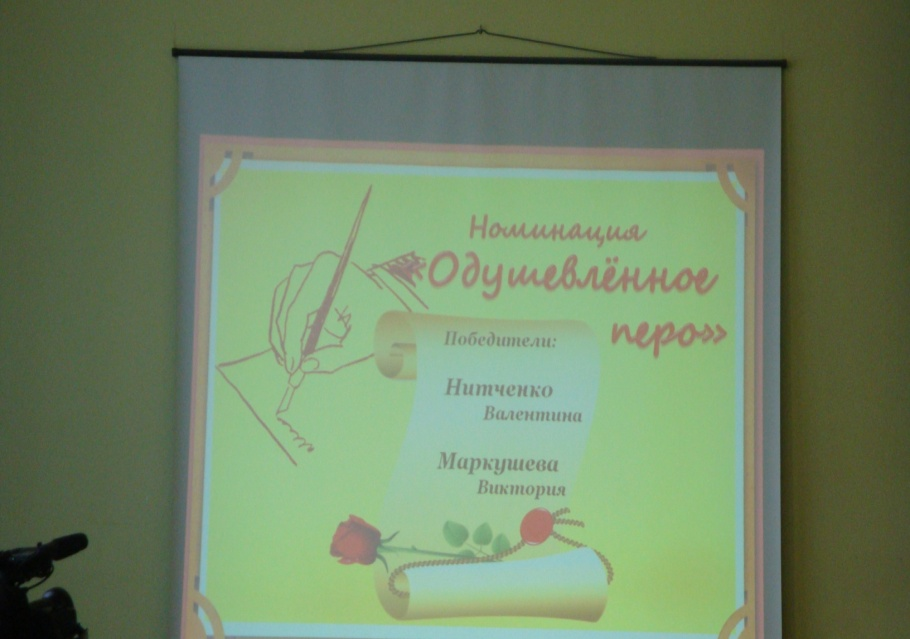 Номинация
«Одушевлённое
перо»
Победители:
Нитченко
Валентина
Маркушева
Виктория